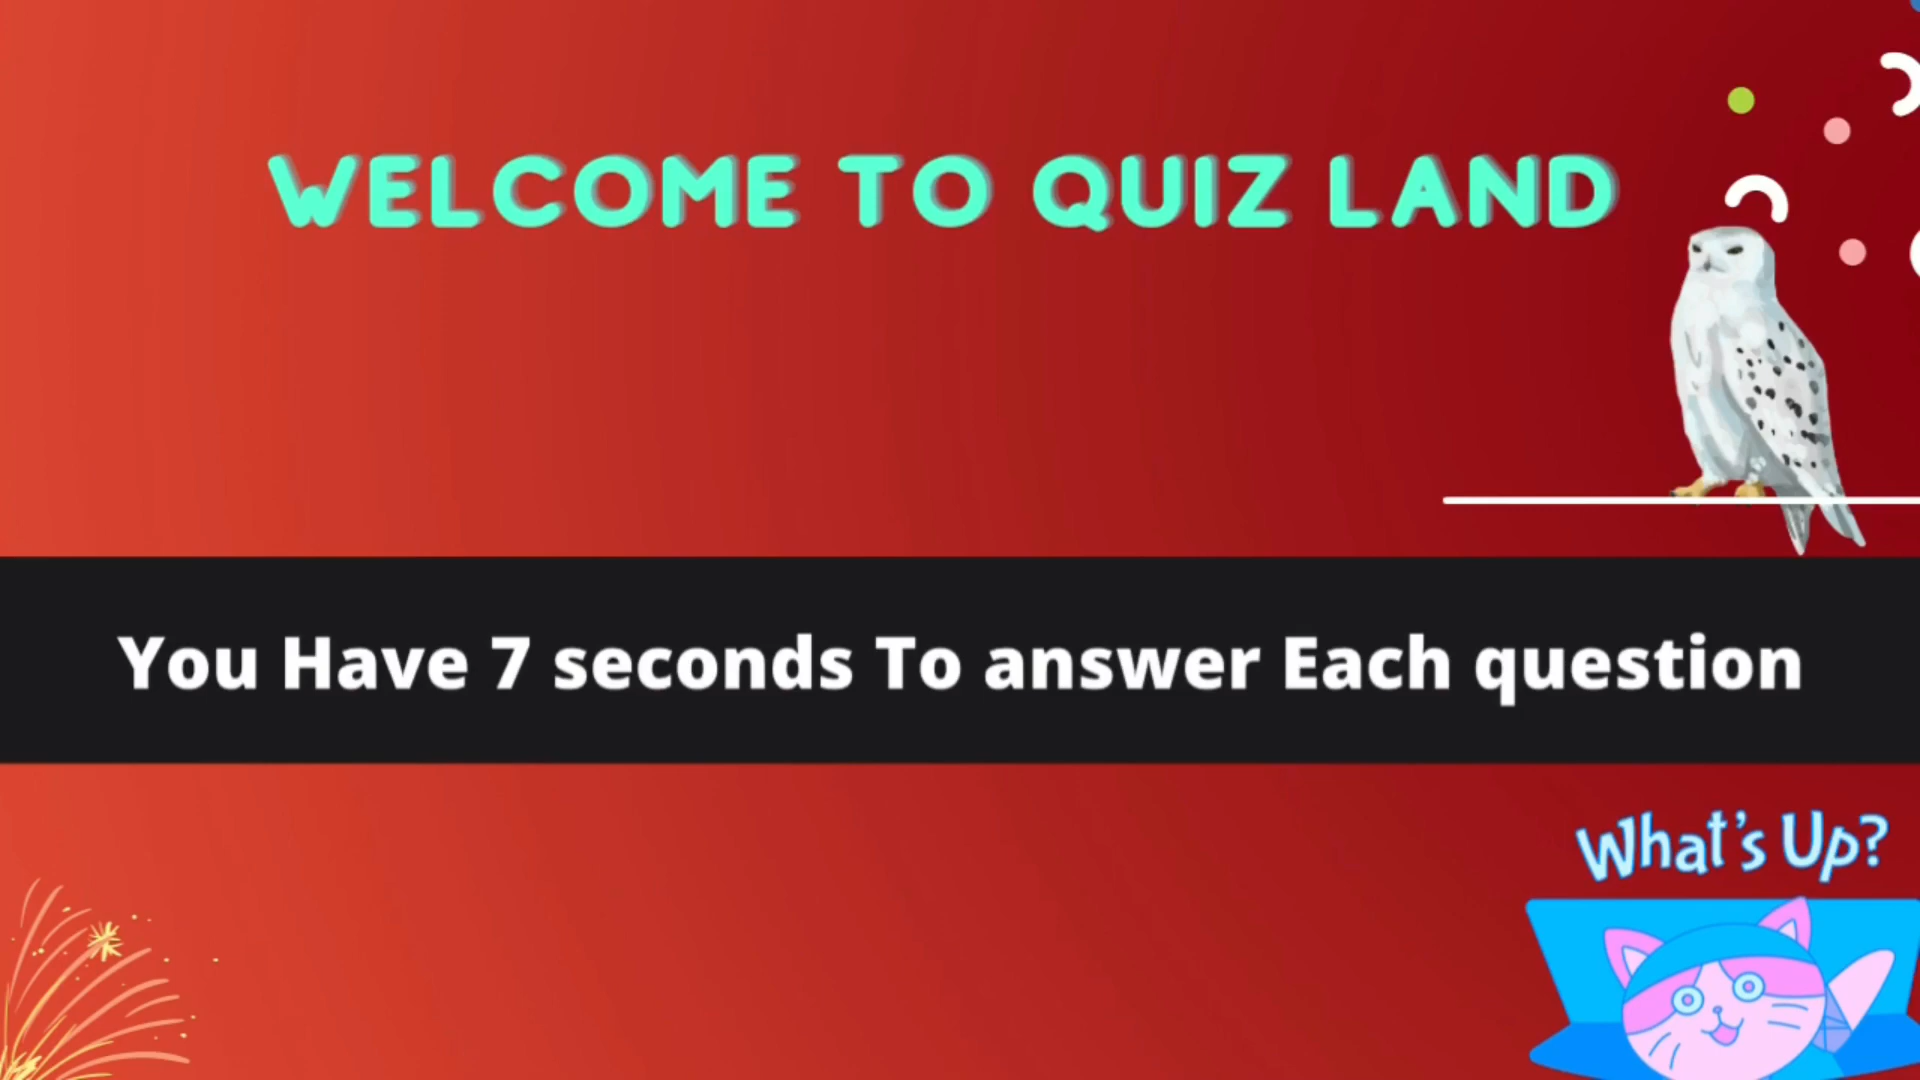 WELCOME TO QUIZ LAND
You Have 7 seconds To answer Each question
What's Up?